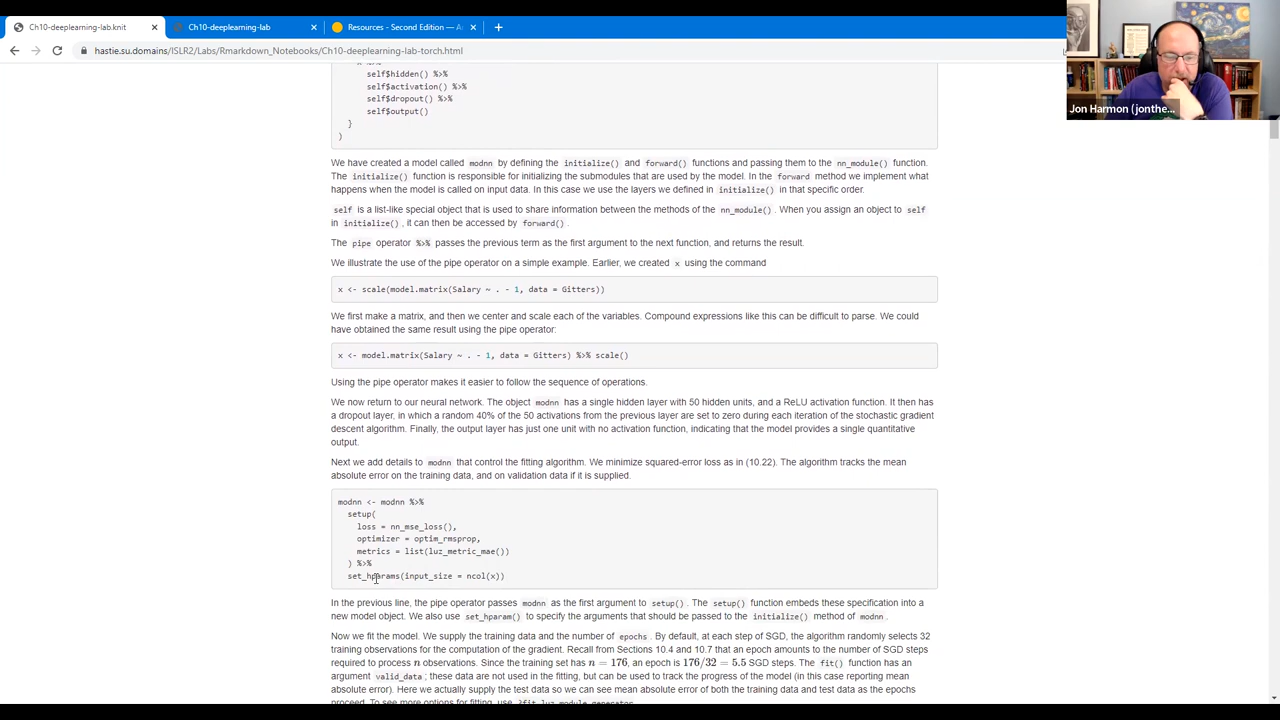 Ch10-deeplearning-lab.knit
Ch10-deeplearning-lab
Resources - Second Edition — A
hastie.su.domains/ISLR2/Labs/Rmarkdown_Notebooks/Ch10-deeplearning-lab-torch.html
Jon Harmon (jonthe...
x %>%
self$hidden() %>%
self$activation() %>%
self$dropout() %>%
self$output()
}
)
We have created a model called modnn by defining the initialize() and forward() functions and passing them to the nn_module() function.
The initialize() function is responsible for initializing the submodules that are used by the model. In the forward method we implement what
happens when the model is called on input data. In this case we use the layers we defined in initialize() in that specific order.
self is a list-like special object that is used to share information between the methods of the nn_module(). When you assign an object to self
in initialize(), it can then be accessed by forward().
The pipe operator %>% passes the previous term as the first argument to the next function, and returns the result.
We illustrate the use of the pipe operator on a simple example. Earlier, we created x using the command
x <- scale(model.matrix(Salary ~ . - 1, data = Gitters))
We first make a matrix, and then we center and scale each of the variables. Compound expressions like this can be difficult to parse. We could
have obtained the same result using the pipe operator:
x <- model.matrix(Salary ~ . - 1, data = Gitters) %>% scale()
Using the pipe operator makes it easier to follow the sequence of operations.
We now return to our neural network. The object modnn has a single hidden layer with 50 hidden units, and a ReLU activation function. It then has
a dropout layer, in which a random 40% of the 50 activations from the previous layer are set to zero during each iteration of the stochastic gradient
descent algorithm. Finally, the output layer has just one unit with no activation function, indicating that the model provides a single quantitative
output.
Next we add details to modnn that control the fitting algorithm. We minimize squared-error loss as in (10.22). The algorithm tracks the mean
absolute error on the training data, and on validation data if it is supplied.
modnn <- modnn %>%
setup(
loss = nn_mse_loss(),
optimizer = optim_rmsprop,
metrics = list(luz_metric_mae())
) %>%
set_hparams(input_size = ncol(x))
In the previous line, the pipe operator passes modnn as the first argument to setup(). The setup() function embeds these specification into a
new model object. We also use set_hparam() to specify the arguments that should be passed to the initialize() method of modnn.
Now we fit the model. We supply the training data and the number of epochs. By default, at each step of SGD, the algorithm randomly selects 32
training observations for the computation of the gradient. Recall from Sections 10.4 and 10.7 that an epoch amounts to the number of SGD steps
required to process n observations. Since the training set has n = 176, an epoch is 176/32 = 5.5 SGD steps. The fit() function has an
argument valid_data; these data are not used in the fitting, but can be used to track the progress of the model (in this case reporting mean
absolute error). Here we actually supply the test data so we can see mean absolute error of both the training data and test data as the epochs
proceed. To see more options for fitting, use ?fit.luz_module_generator.